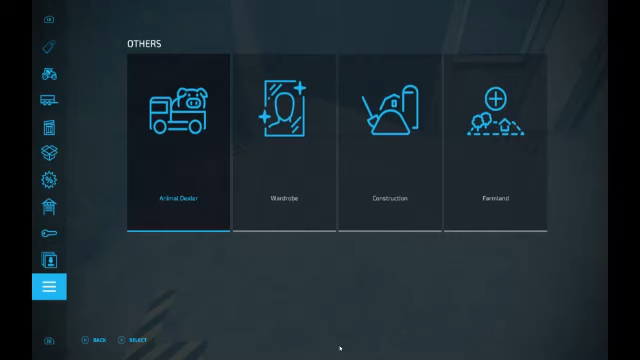 OTHERS
Animal Dealer
Wardrobe
Construction
Farmland
BACK
SELECT